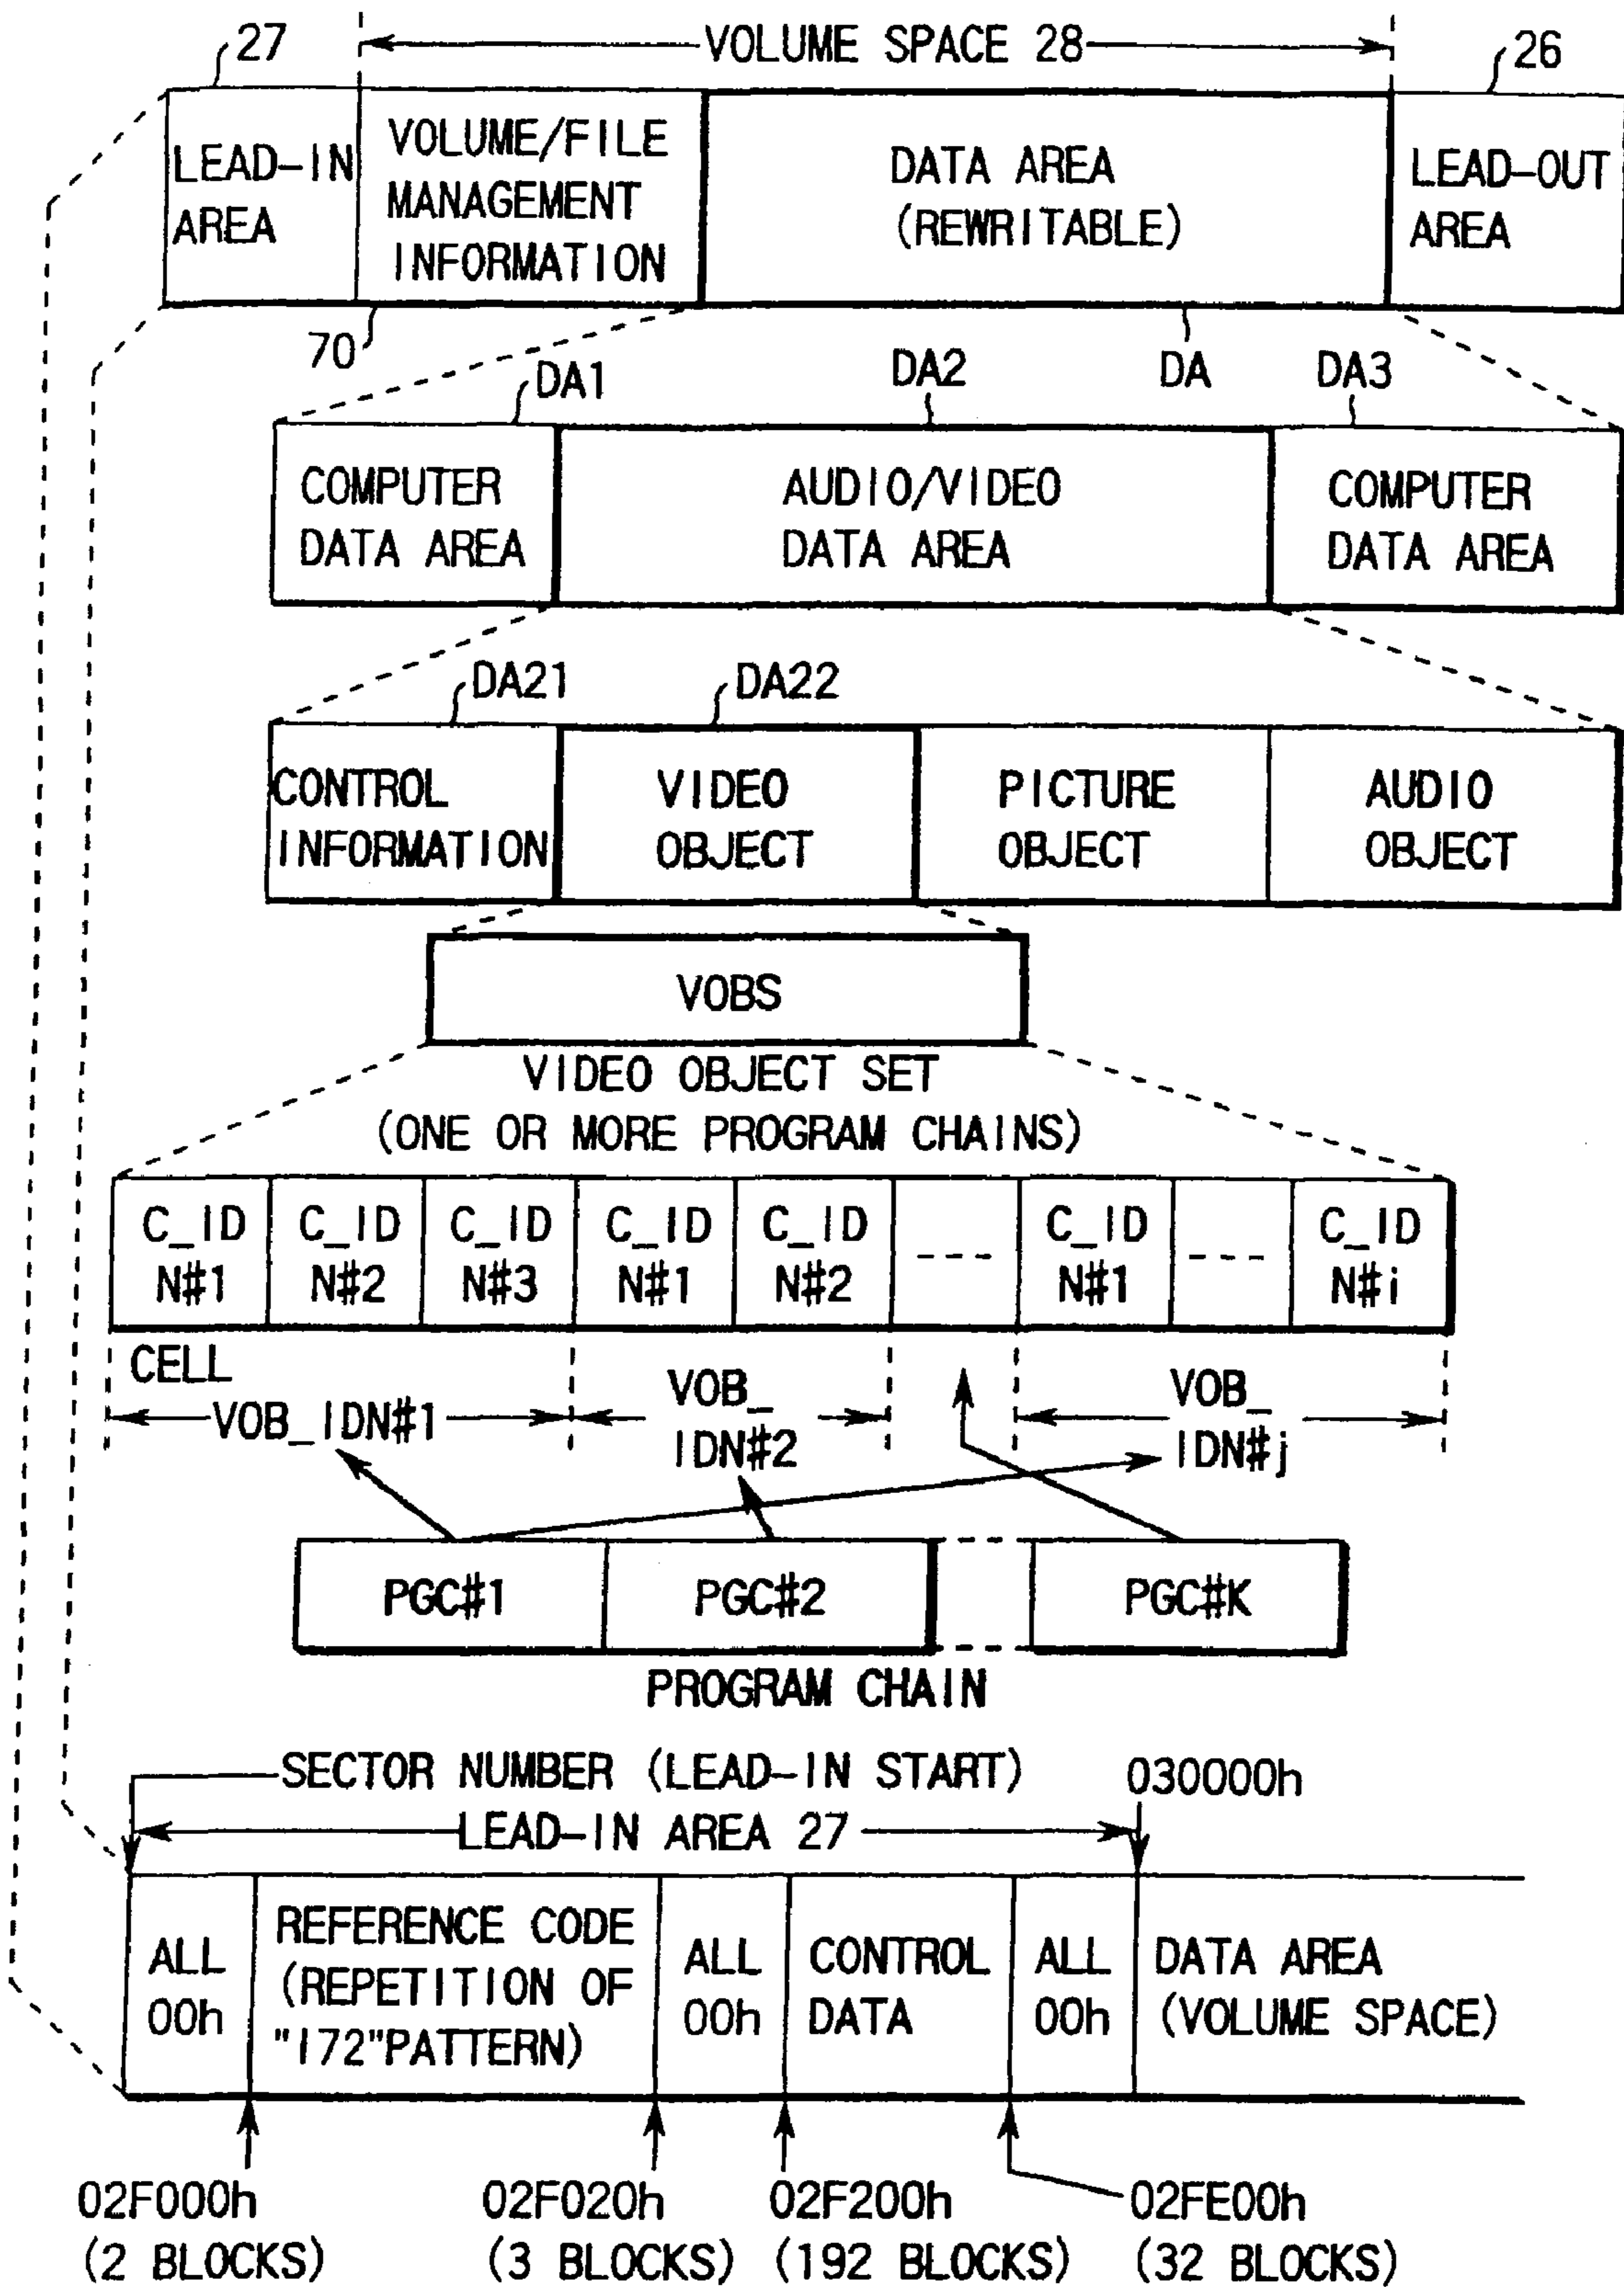 27
VOLUME SPACE 28
26
LEAD-IN
AREA
VOLUME/FILE
MANAGEMENT
INFORMATION
DATA AREA
(REWRITABLE)
LEAD-OUT
AREA
70
DA1
DA2
DA
DA3
COMPUTER
DATA AREA
AUDIO/VIDEO
DATA AREA
COMPUTER
DATA AREA
DA21
DA22
CONTROL
INFORMATION
VIDEO
OBJECT
PICTURE
OBJECT
AUDIO
OBJECT
VOBS
VIDEO OBJECT SET
(ONE OR MORE PROGRAM CHAINS)
C_ID
N#1
C_ID
N#2
C_ID
N#3
C_ID
N#1
C_ID
N#2
----
C_ID
N#1
----
C_ID
N#i
CELL
VOB_IDN#1
VOB_
IDN#2
VOB_
IDN#j
PGC#1
PGC#2
PGC#K
PROGRAM CHAIN
SECTOR NUMBER (LEAD-IN START)
030000h
LEAD-IN AREA 27
ALL
00h
REFERENCE CODE
(REPETITION OF
"172"PATTERN)
ALL
00h
CONTROL
DATA
ALL
00h
DATA AREA
(VOLUME SPACE)
02F000h
(2 BLOCKS)
02F020h
(3 BLOCKS)
02F200h
(192 BLOCKS)
02FE00h
(32 BLOCKS)